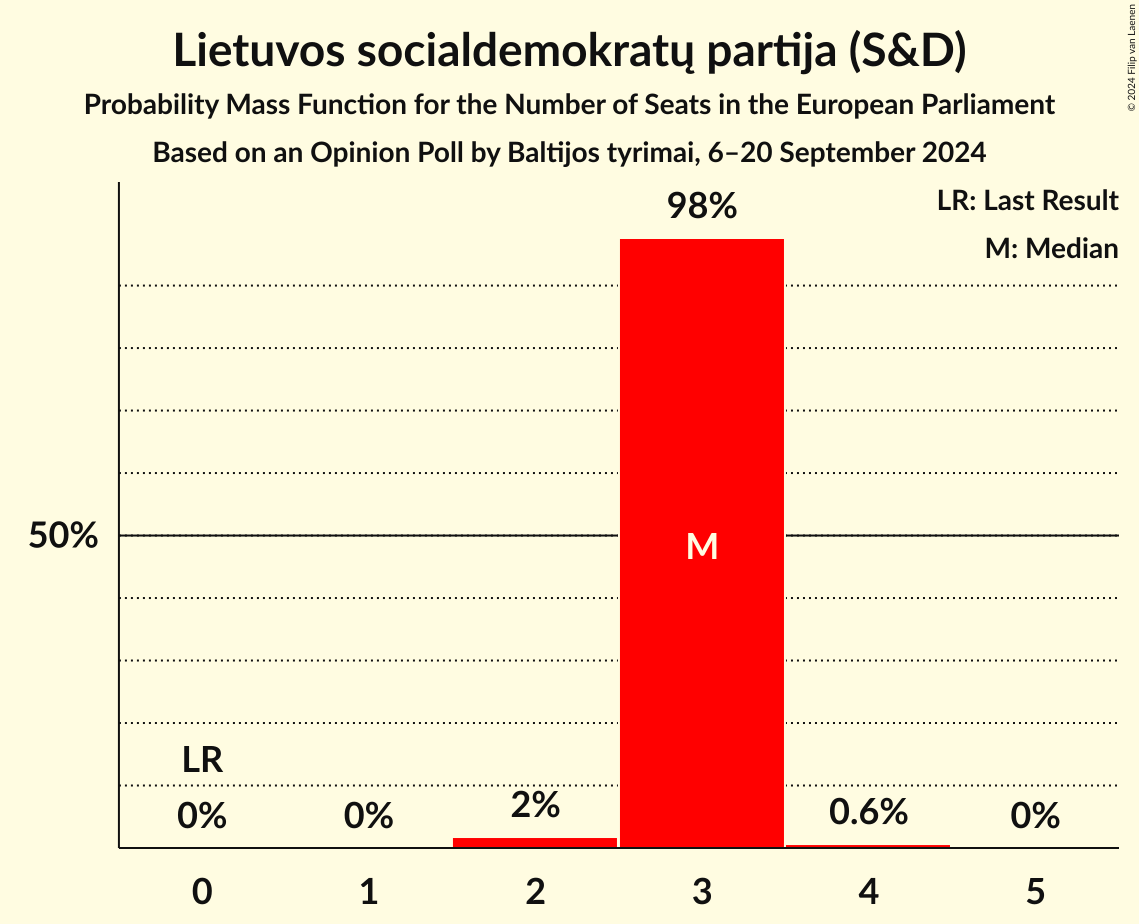 Lietuvos socialdemokratų partija (S&D)
Probability Mass Function for the Number of Seats in the European Parliament
Based on an Opinion Poll by Baltijos tyrimai, 6–20 September 2024
© 2024 Filip van Laenen
LR: Last Result
M: Median
98%
50%
M
LR
0%
0%
2%
0.6%
0%
0
1
2
3
4
5